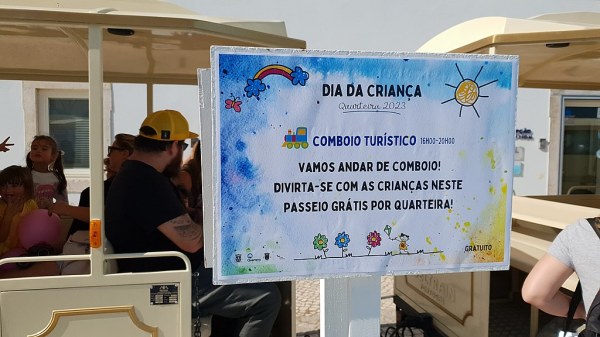 DIA DA CRIANÇA
Quarteira 2023
COMBOIO TURÍSTICO 16H00-20H00
VAMOS ANDAR DE COMBOIO!
DIVIRTA-SE COM AS CRIANÇAS NESTE
PASSEIO GRÁTIS POR QUARTEIRA!
GRATUITO